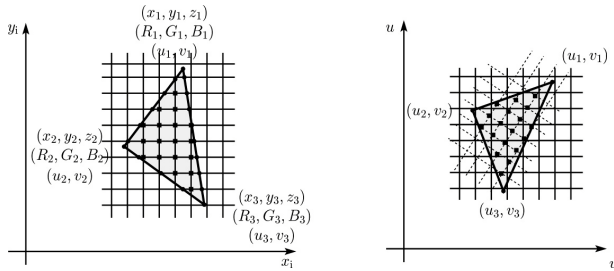 y_i
(x_1, y_1, z_1)
(R_1, G_1, B_1)
(u_1, v_1)
(x_2, y_2, z_2)
(R_2, G_2, B_2)
(u_2, v_2)
(x_3, y_3, z_3)
(R_3, G_3, B_3)
(u_3, v_3)
x_i
u
(u_1, v_1)
(u_2, v_2)
(u_3, v_3)